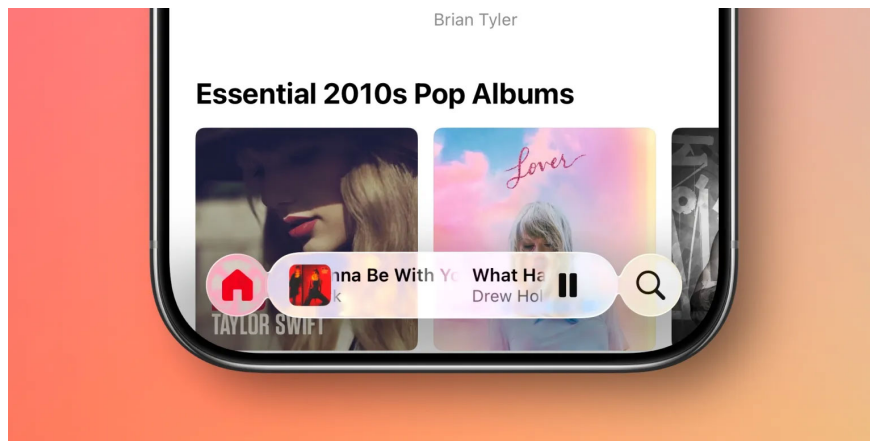 Brian Tyler
Essential 2010s Pop Albums
Lover
nna Be With Yo
What Ha
k
Drew Hol
TAYLOR SWIFT